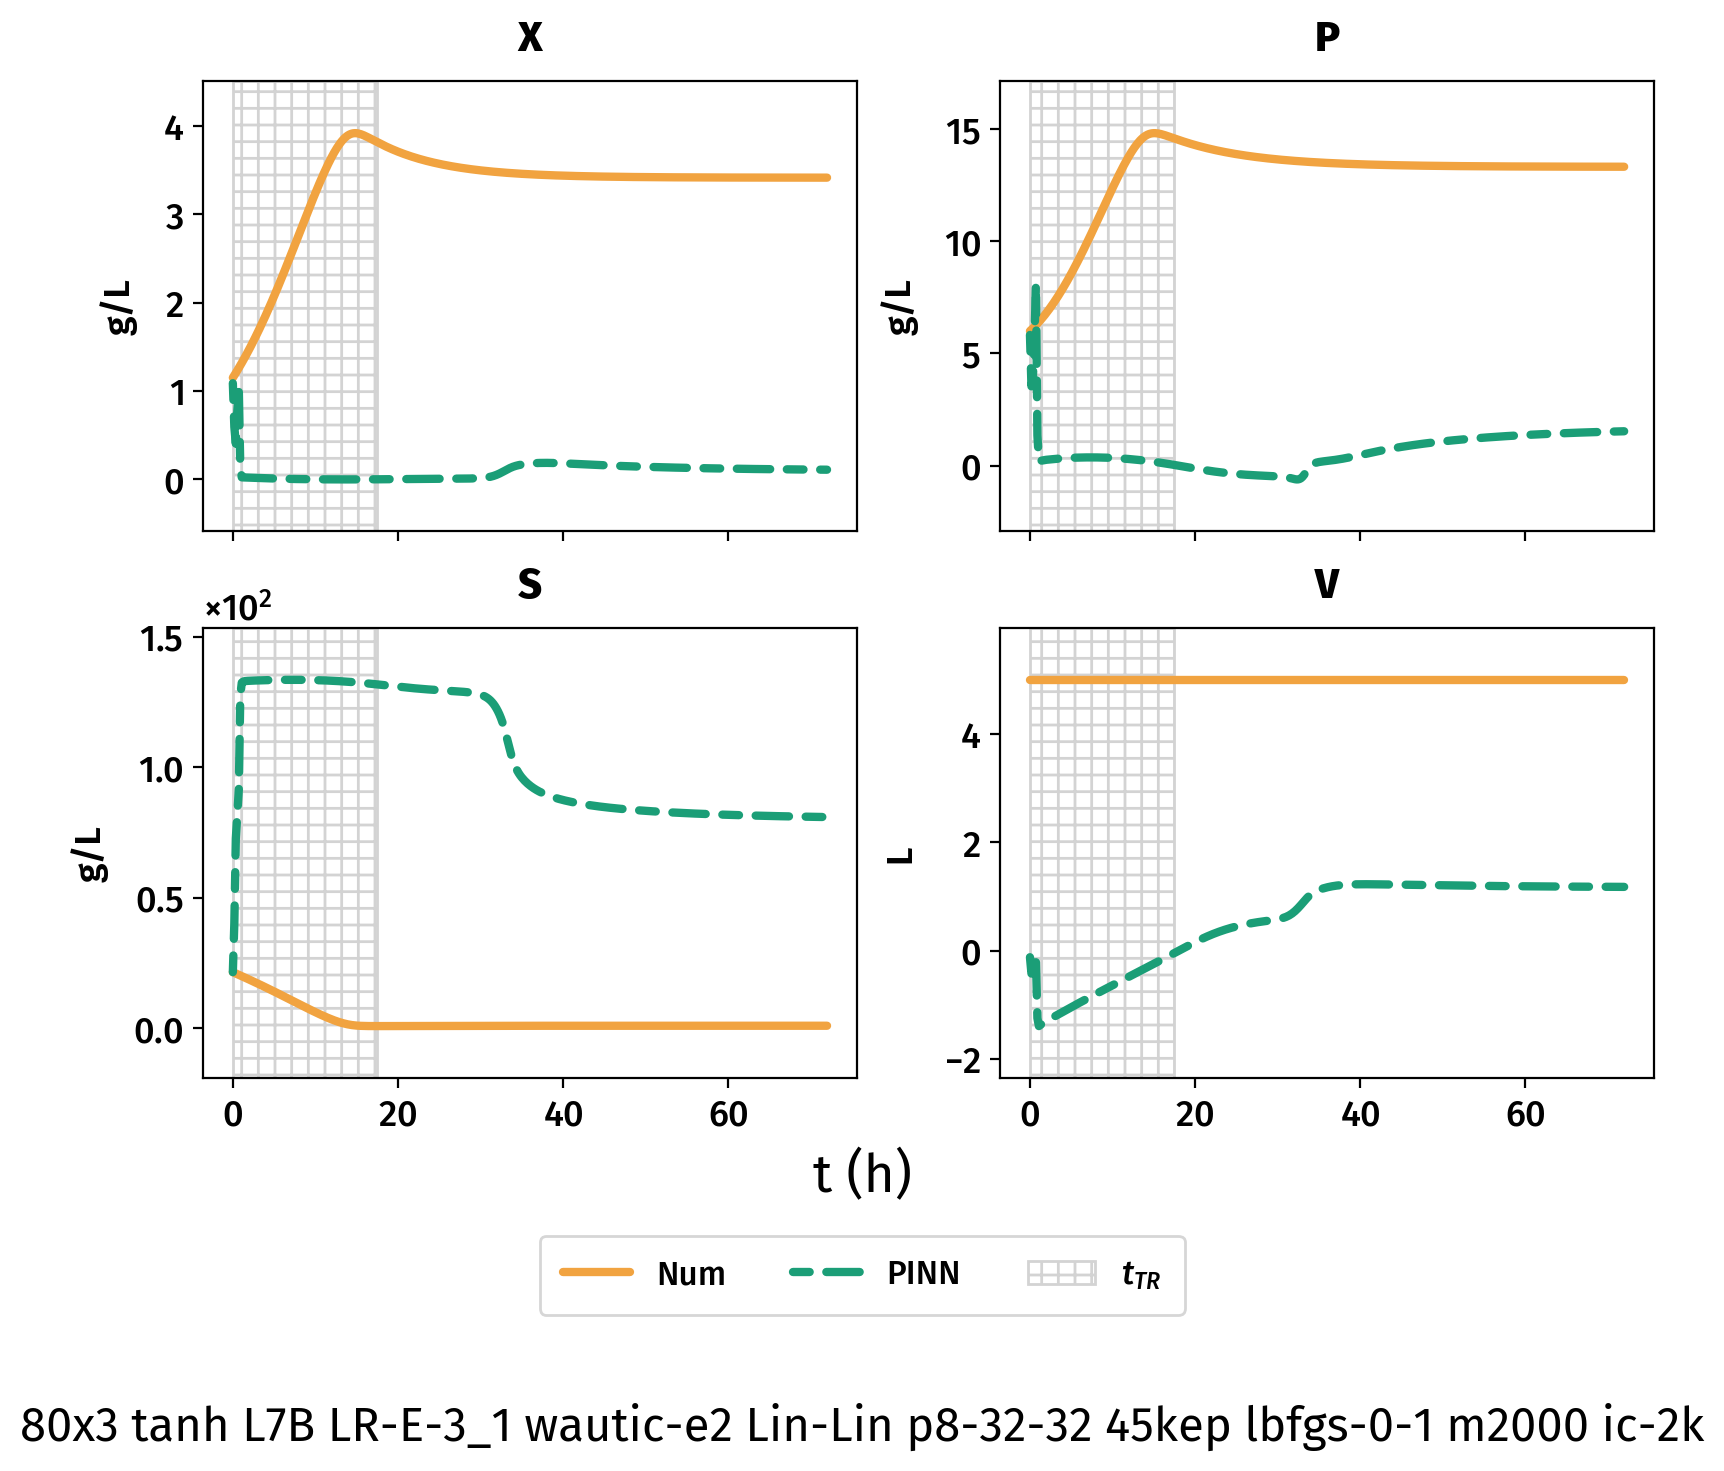 X
P
4
3
2
1
0
g/L
15
10
5
0
g/L
S
V
×10²
1.5
1.0
0.5
0.0
g/L
4
2
0
−2
L
0 20 40 60
0 20 40 60
t (h)
Num PINN t_TR
80x3 tanh L7B LR-E-3_1 wautic-e2 Lin-Lin p8-32-32 45kep lbfgs-0-1 m2000 ic-2k